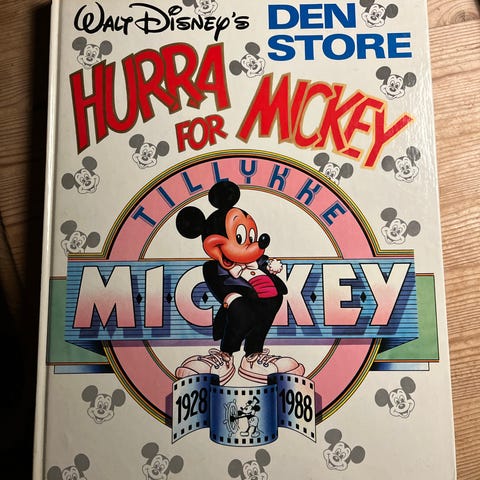 WALT DISNEY'S
DEN
STORE
HURRA
FOR MICKEY
TILLYKKE
MICKEY
1928 1988